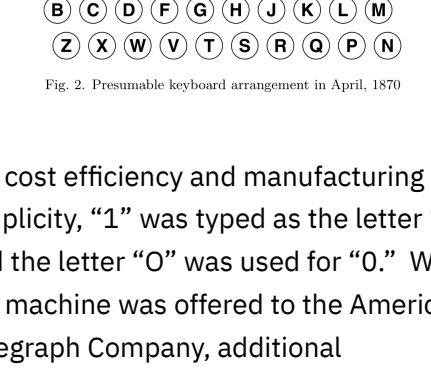 B C D F G H J K L M
Z X W V T S R Q P N
Fig. 2. Presumable keyboard arrangement in April, 1870
cost efficiency and manufacturing
plicity, “1” was typed as the letter
the letter “O” was used for “0.” W
machine was offered to the Americ
egraph Company, additional